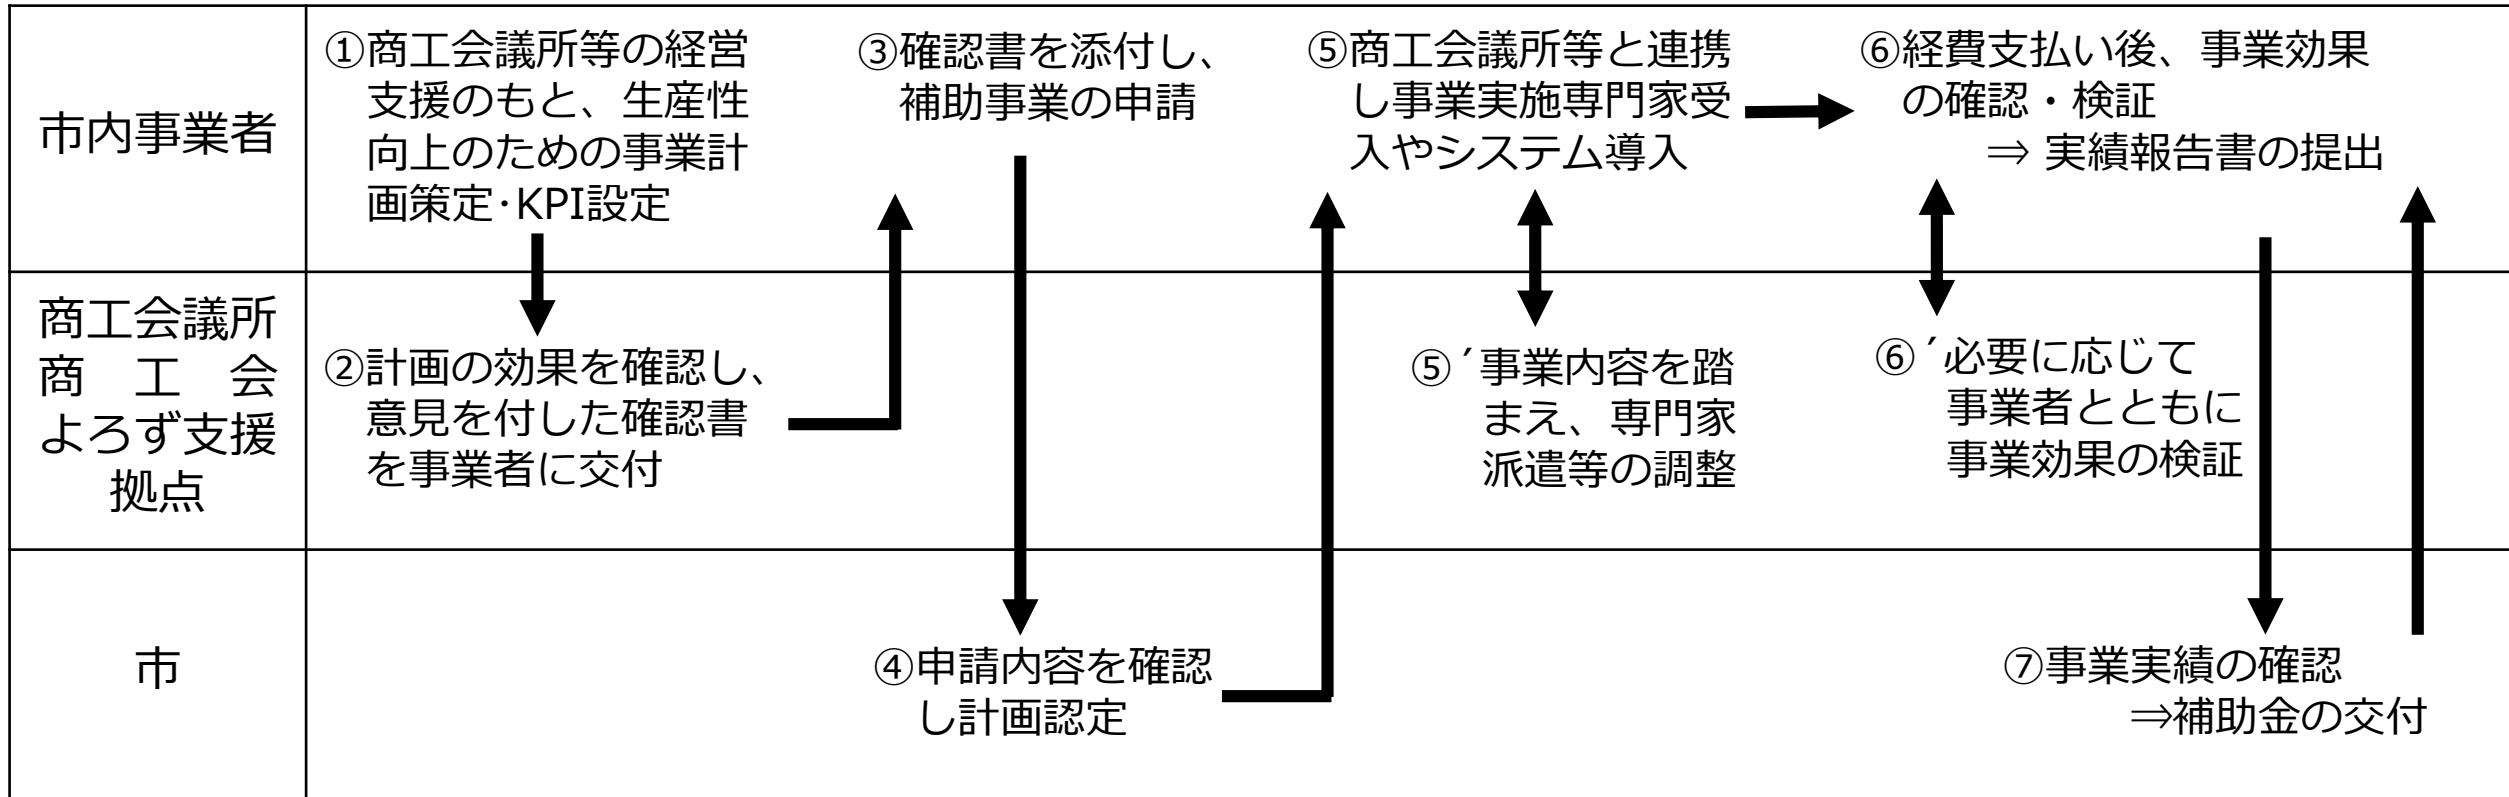 市内事業者
①商工会議所等の経営
支援のもと、生産性
向上のための事業計
画策定･KPI設定
③確認書を添付し、
補助事業の申請
⑤商工会議所等と連携
し事業実施専門家受
入やシステム導入
⑥経費支払い後、事業効果
の確認・検証
⇒ 実績報告書の提出
商工会議所
商　工　会
よろず支援
拠点
②計画の効果を確認し、
意見を付した確認書
を事業者に交付
⑤´事業内容を踏
まえ、専門家
派遣等の調整
⑥´必要に応じて
事業者とともに
事業効果の検証
市
④申請内容を確認
し計画認定
⑦事業実績の確認
⇒補助金の交付